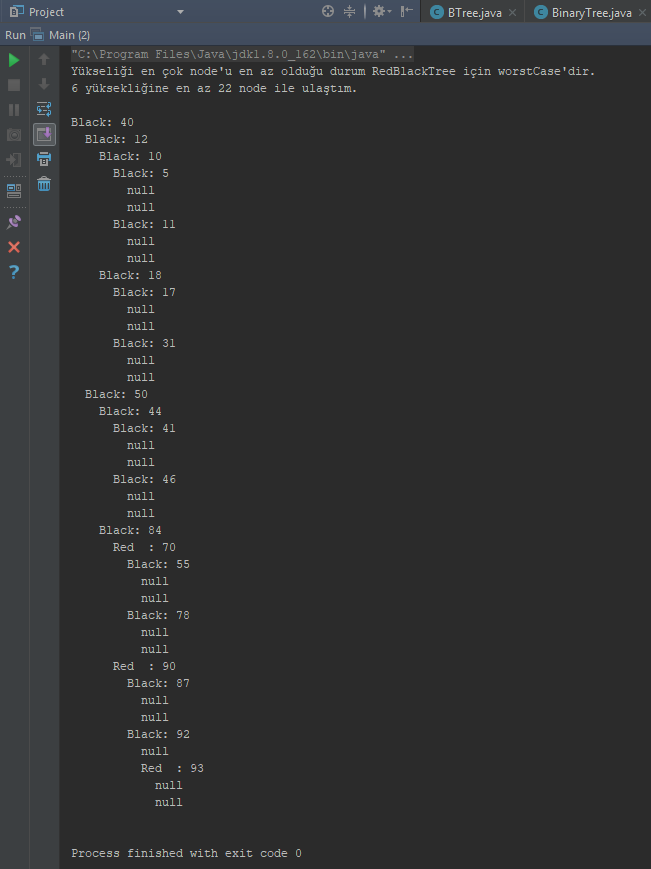 Project
BTree.java
BinaryTree.java
Run Main (2)
"C:\Program Files\Java\jdk1.8.0_162\bin\java" ...
Yükseliği en çok node'u en az olduğu durum RedBlackTree için worstCase'dir.
6 yüksekliğine en az 22 node ile ulaştım.
Black: 40
Black: 12
Black: 10
Black: 5
null
null
Black: 11
null
null
Black: 18
Black: 17
null
null
Black: 31
null
null
Black: 50
Black: 44
Black: 41
null
null
Black: 46
null
null
Black: 84
Red  : 70
Black: 55
null
null
Black: 78
null
null
Red  : 90
Black: 87
null
null
Black: 92
null
Red  : 93
null
null
Process finished with exit code 0